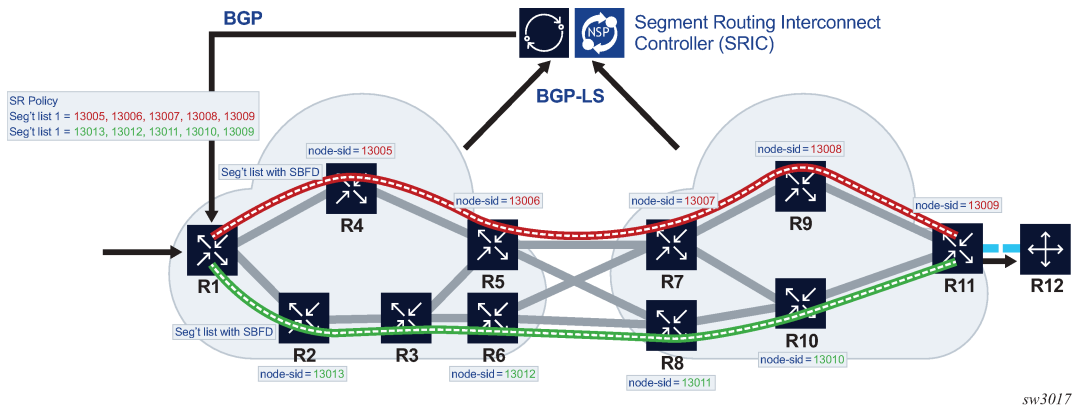 BGP
NSP
Segment Routing Interconnect
Controller (SRIC)
BGP-LS
SR Policy
Seg't list 1 = 13005, 13006, 13007, 13008, 13009
Seg't list 1 = 13013, 13012, 13011, 13010, 13009
node-sid = 13005
node-sid = 13008
Seg't list with SBFD
node-sid = 13006
node-sid = 13007
node-sid = 13009
R4
R9
R1
R5
R7
R11
R12
Seg't list with SBFD
R2
R3
R6
R8
R10
node-sid = 13013
node-sid = 13012
node-sid = 13011
node-sid = 13010
sw3017